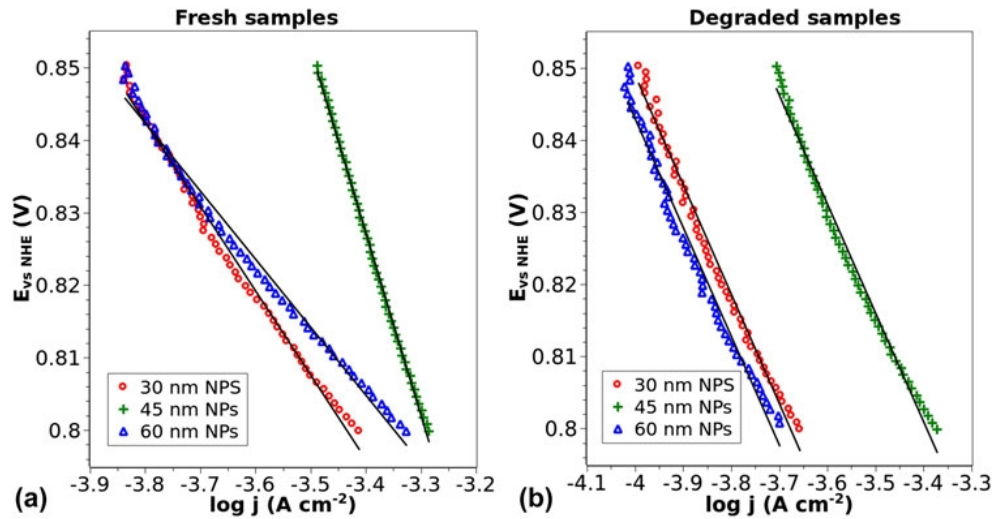 Fresh samples
0.85
0.84
0.83
0.82
0.81
0.8
E vs NHE (V)
30 nm NPS
45 nm NPs
60 nm NPs
-3.9 -3.8 -3.7 -3.6 -3.5 -3.4 -3.3 -3.2
(a) log j (A cm-2)
Degraded samples
0.85
0.84
0.83
0.82
0.81
0.8
E vs NHE (V)
30 nm NPS
45 nm NPs
60 nm NPs
-4.1 -4 -3.9 -3.8 -3.7 -3.6 -3.5 -3.4 -3.3
(b) log j (A cm-2)